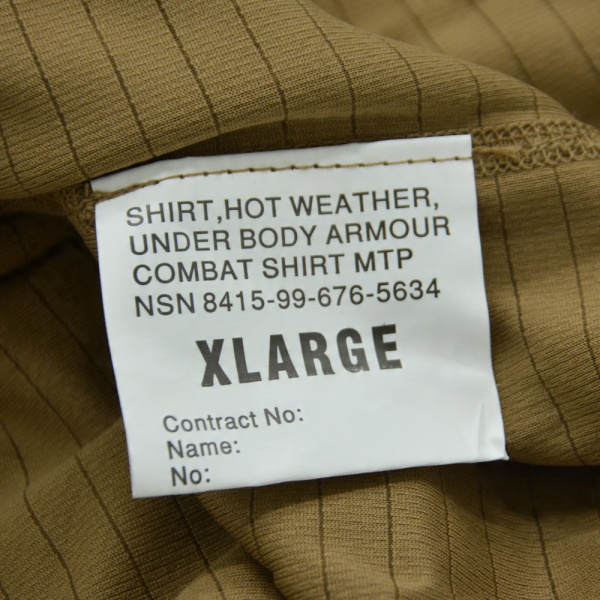 SHIRT,HOT WEATHER,
UNDER BODY ARMOUR
COMBAT SHIRT MTP
NSN 8415-99-676-5634
XLARGE
Contract No:
Name:
No: